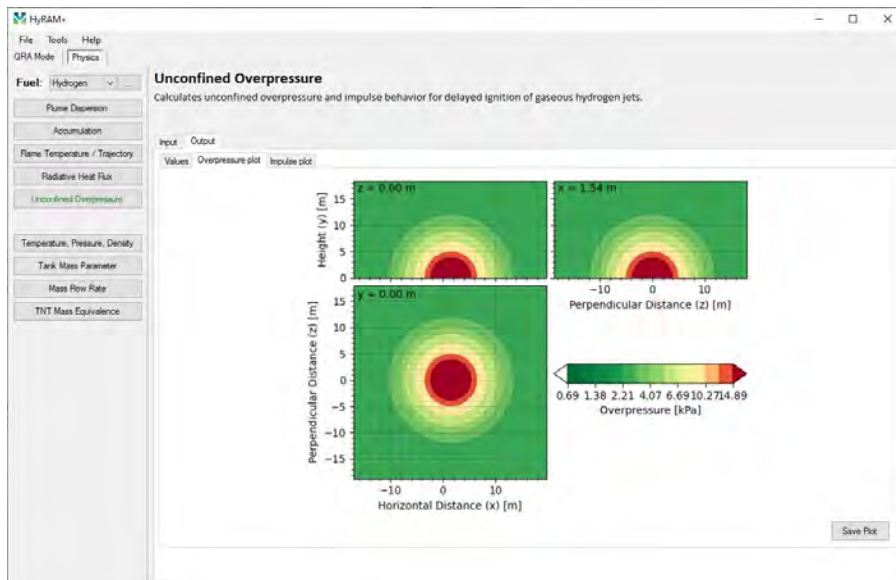 HyRAM+
File Tools Help
QRA Mode Physics
Fuel: Hydrogen ...
Plume Dispersion
Accumulation
Flame Temperature / Trajectory
Radiative Heat Flux
Unconfined Overpressure
Temperature, Pressure, Density
Tank Mass Parameter
Mass Flow Rate
TNT Mass Equivalence
Unconfined Overpressure
Calculates unconfined overpressure and impulse behavior for delayed ignition of gaseous hydrogen jets.
Input Output
Values Overpressure plot Impulse plot
z = 0.00 m
Height (y) [m]
15
10
5
0
x = 1.54 m
−10 0 10
Perpendicular Distance (z) [m]
y = 0.00 m
Perpendicular Distance (z) [m]
15
10
5
0
−5
−10
−15
−10 0 10
Horizontal Distance (x) [m]
0.69 1.38 2.21 4.07 6.69 10.27 14.89
Overpressure [kPa]
Save Plot